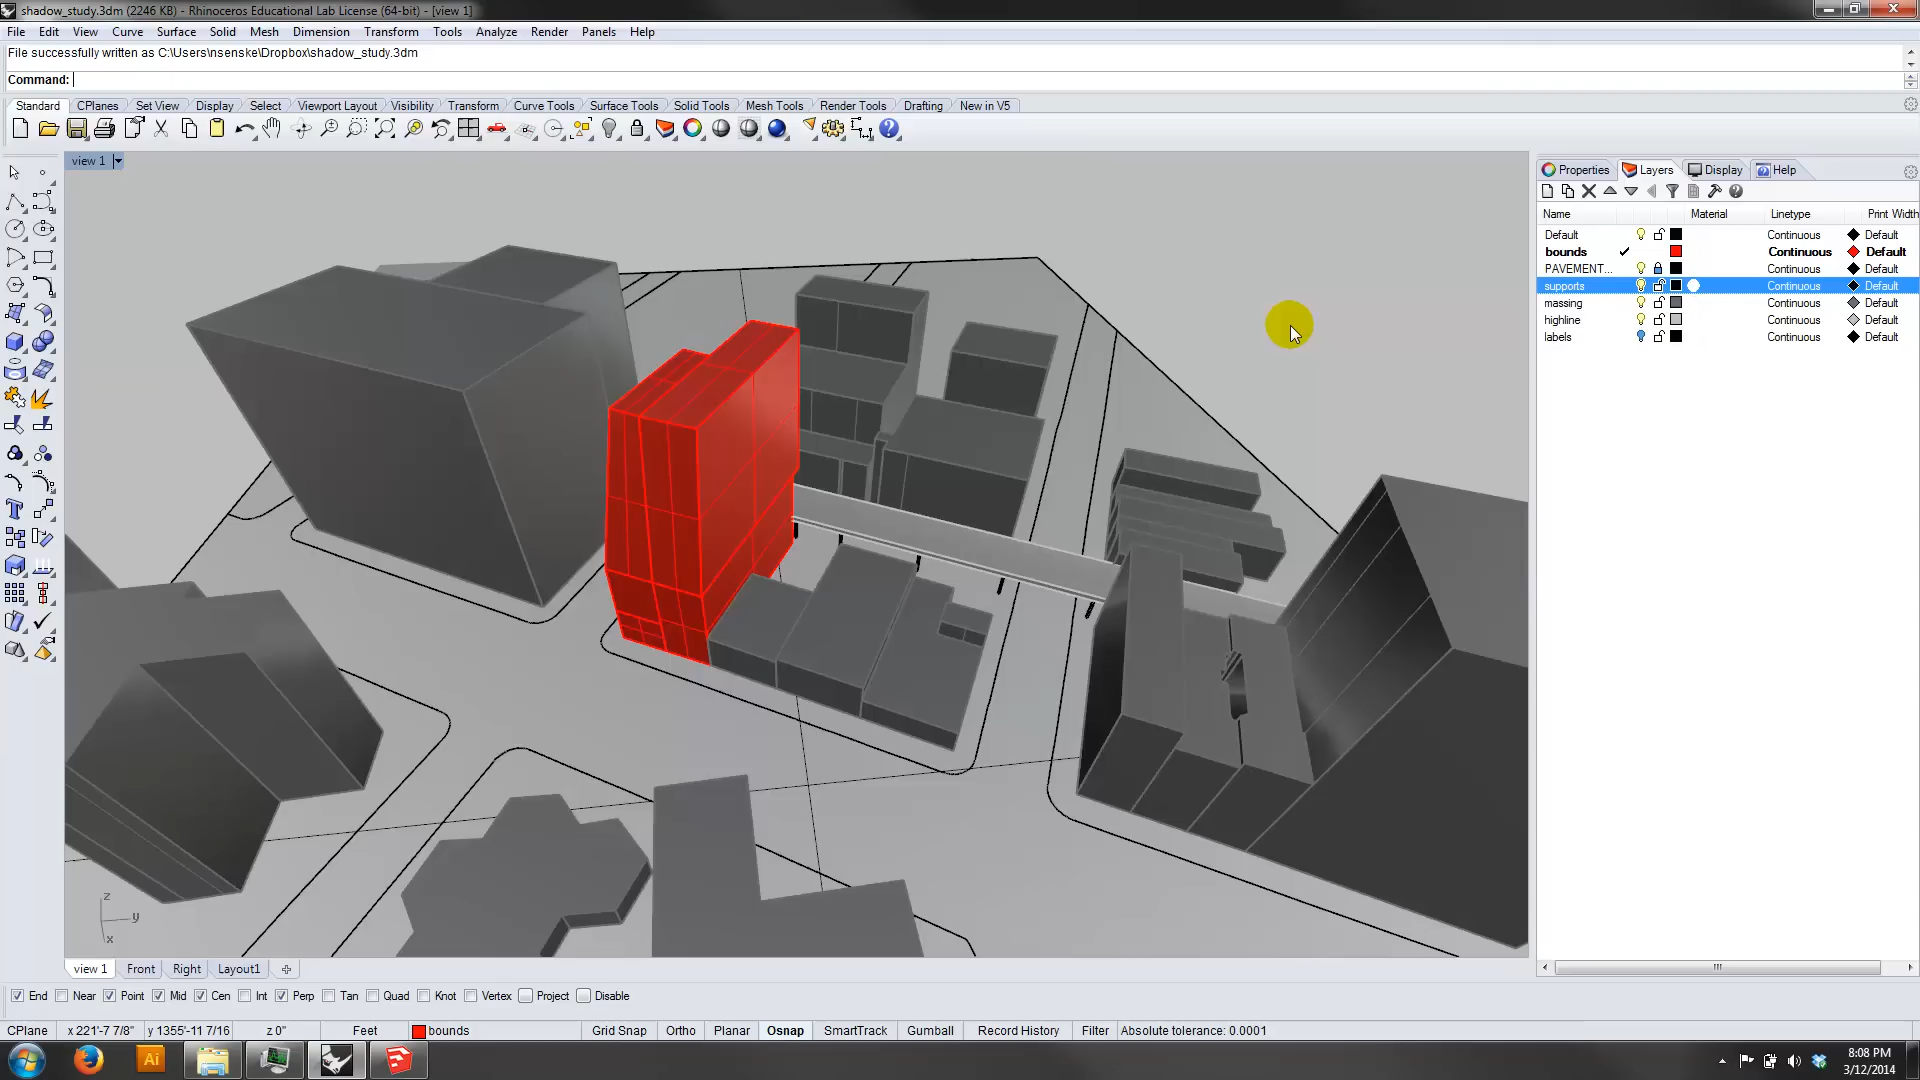 shadow_study.3dm (2246 KB) - Rhinoceros Educational Lab License (64-bit) - [view 1]
File Edit View Curve Surface Solid Mesh Dimension Transform Tools Analyze Render Panels Help
File successfully written as C:\Users\nsenske\Dropbox\shadow_study.3dm
Command:
Standard CPlanes Set View Display Select Viewport Layout Visibility Transform Curve Tools Surface Tools Solid Tools Mesh Tools Render Tools Drafting New in V5
view 1
Properties Layers Display Help
Name Material Linetype Print Width
Default Continuous Default
bounds Continuous Default
PAVEMENT... Continuous Default
supports Continuous Default
massing Continuous Default
highline Continuous Default
labels Continuous Default
z
y
x
view 1 Front Right Layout1
End Near Point Mid Cen Int Perp Tan Quad Knot Vertex Project Disable
CPlane x 221'-7 7/8" y 1355'-11 7/16 z 0" Feet bounds Grid Snap Ortho Planar Osnap SmartTrack Gumball Record History Filter Absolute tolerance: 0.0001
Ai
8:08 PM
3/12/2014